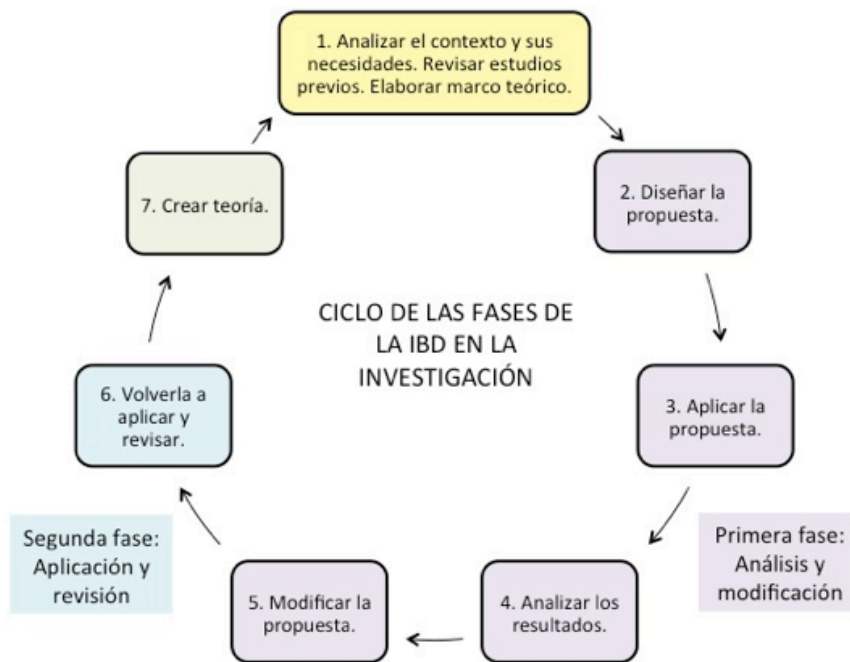 1. Analizar el contexto y sus
necesidades. Revisar estudios
previos. Elaborar marco teórico.
2. Diseñar la
propuesta.
3. Aplicar la
propuesta.
4. Analizar los
resultados.
5. Modificar la
propuesta.
6. Volverla a
aplicar y
revisar.
7. Crear teoría.
CICLO DE LAS FASES DE
LA IBD EN LA
INVESTIGACIÓN
Primera fase:
Análisis y
modificación
Segunda fase:
Aplicación y
revisión